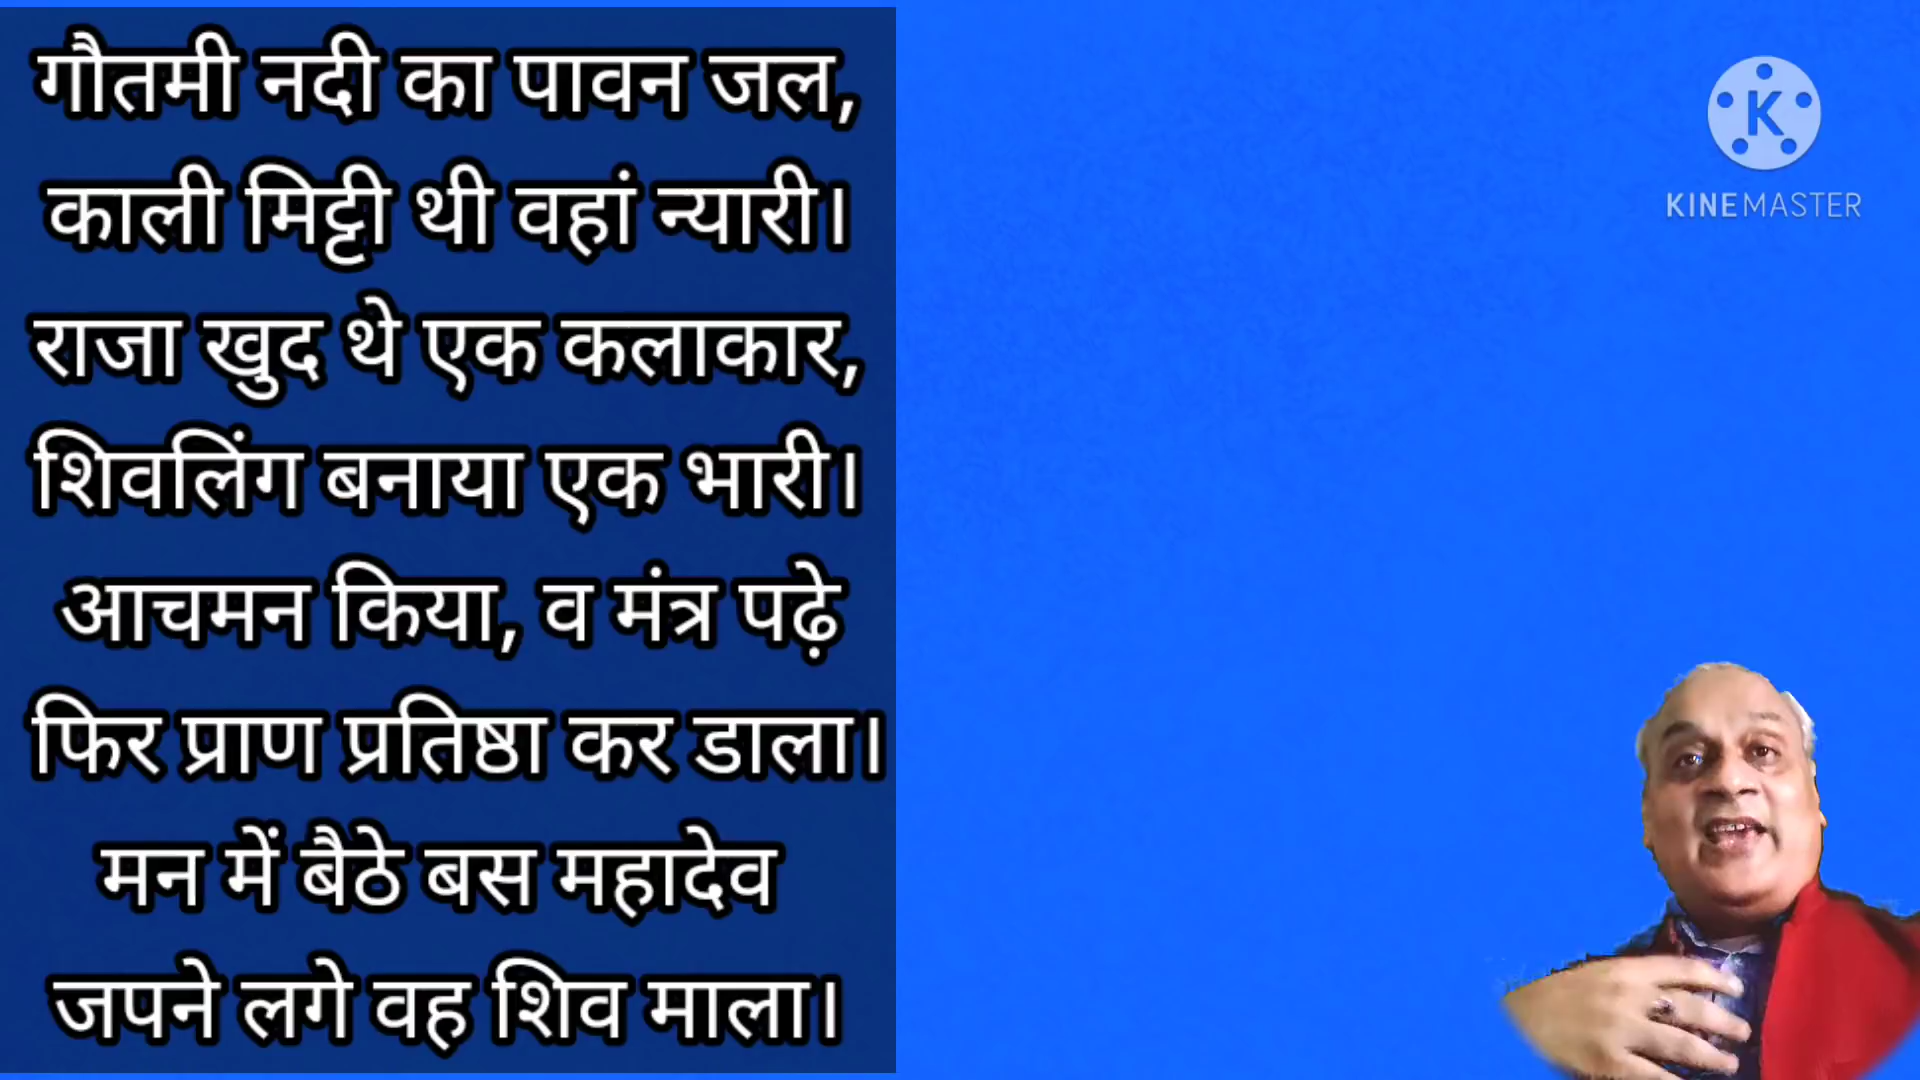 गौतमी नदी का पावन जल,
काली मिट्टी थी वहां न्यारी।
राजा खुद थे एक कलाकार,
शिवलिंग बनाया एक भारी।
आचमन किया, व मंत्र पढ़े
फिर प्राण प्रतिष्ठा कर डाला।
मन में बैठे बस महादेव
जपने लगे वह शिव माला।
K
KINEMASTER